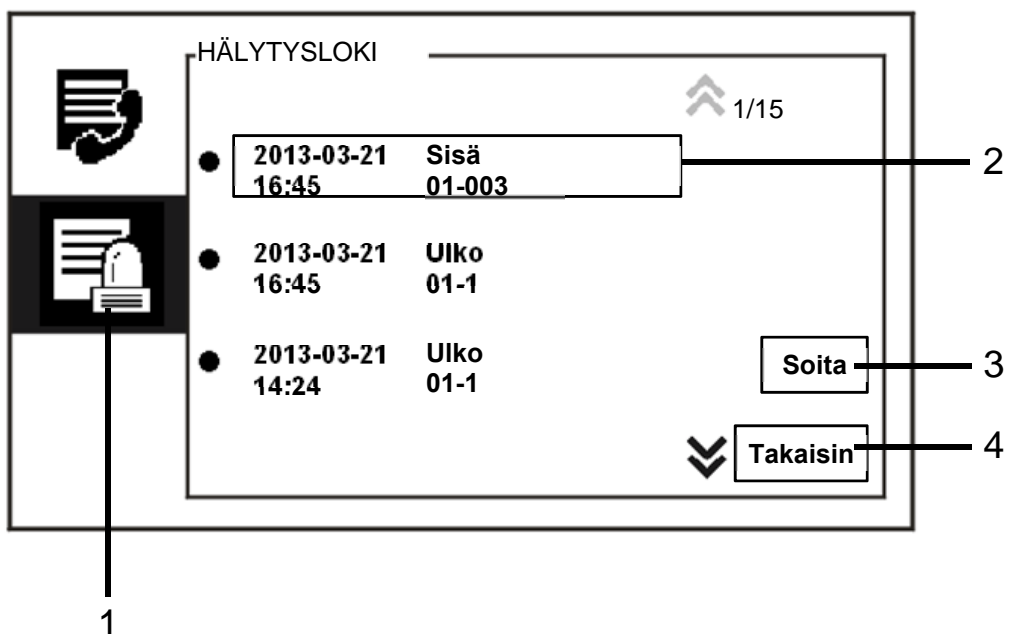 HÄLYTYSLOKI
1/15
2013-03-21 Sisä
16:45 01-003
2
2013-03-21 Ulko
16:45 01-1
2013-03-21 Ulko
14:24 01-1
Soita
3
Takaisin
4
1